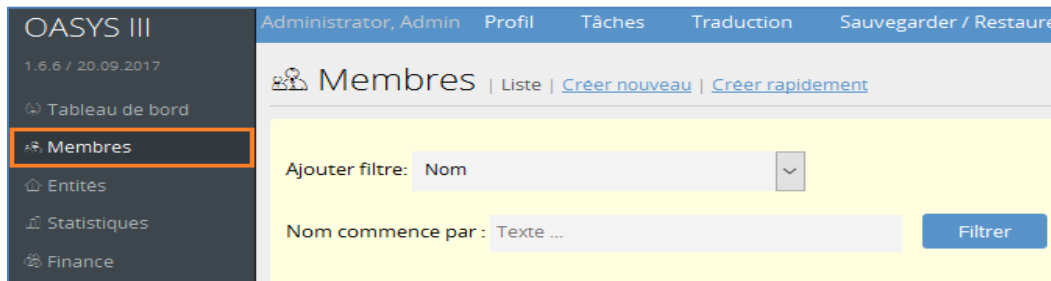 OASYS III
1.6.6 / 20.09.2017
Tableau de bord
Membres
Entités
Statistiques
Finance
Administrator, Admin Profil Tâches Traduction Sauvegarder / Restaure
Membres | Liste | Créer nouveau | Créer rapidement
Ajouter filtre: Nom
Nom commence par : Texte ... Filtrer